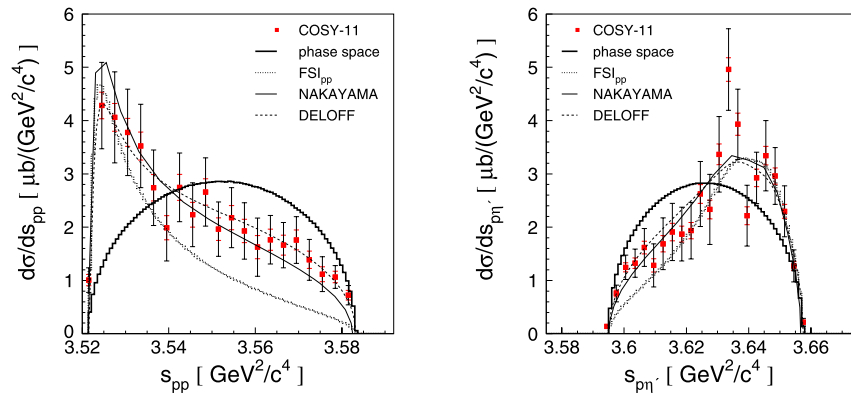 dσ/ds_pp [ μb/(GeV²/c⁴) ]
6
5
4
3
2
1
0
COSY-11
phase space
FSI_pp
NAKAYAMA
DELOFF
3.52
3.54
3.56
3.58
s_pp [ GeV²/c⁴ ]
dσ/ds_pη′ [ μb/(GeV²/c⁴) ]
6
5
4
3
2
1
0
COSY-11
phase space
FSI_pp
NAKAYAMA
DELOFF
3.58
3.6
3.62
3.64
3.66
s_pη′ [ GeV²/c⁴ ]